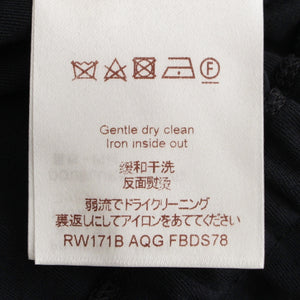 F
Gentle dry clean
Iron inside out
缓和干洗
反面熨烫
弱流でドライクリーニング
裏返しにしてアイロンをあててください
RW171B AQG FBDS78